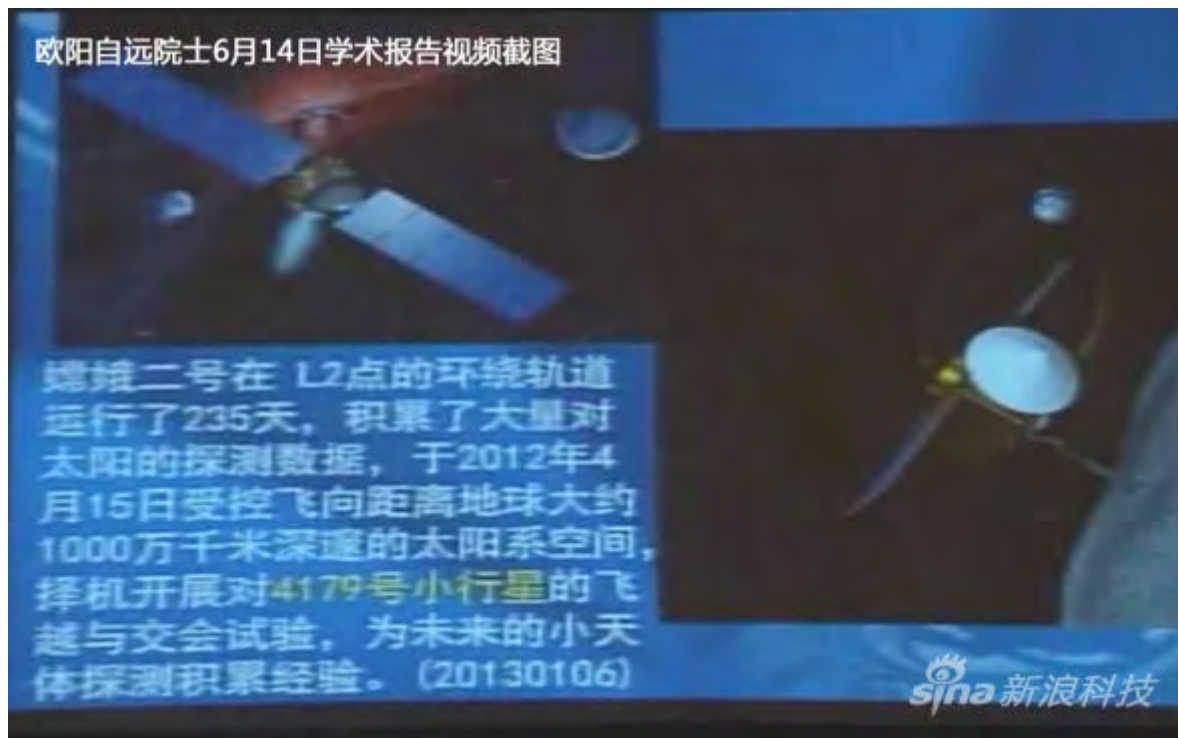 欧阳自远院士6月14日学术报告视频截图
嫦娥二号在 L2点的环绕轨道
运行了235天，积累了大量对
太阳的探测数据，于2012年4
月15日受控飞向距离地球大约
1000万千米深邃的太阳系空间，
择机开展对4179号小行星的飞
越与交会试验，为未来的小天
体探测积累经验。(20130106)
sina新浪科技